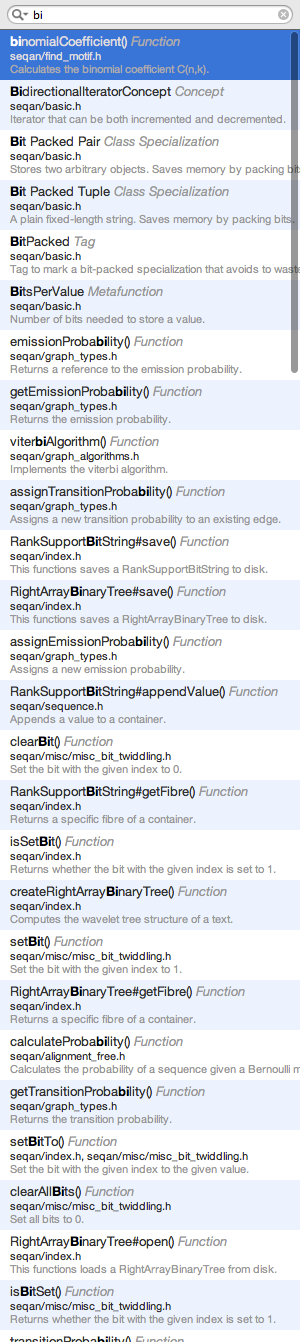 bi
binomialCoefficient() Function
seqan/find_motif.h
Calculates the binomial coefficient C(n,k).
BidirectionalIteratorConcept Concept
seqan/basic.h
Iterator that can be both incremented and decremented.
Bit Packed Pair Class Specialization
seqan/basic.h
Stores two arbitrary objects. Saves memory by packing bit
Bit Packed Tuple Class Specialization
seqan/basic.h
A plain fixed-length string. Saves memory by packing bits.
BitPacked Tag
seqan/basic.h
Tag to mark a bit-packed specialization that avoids to waste
BitsPerValue Metafunction
seqan/basic.h
Number of bits needed to store a value.
emissionProbability() Function
seqan/graph_types.h
Returns a reference to the emission probability.
getEmissionProbability() Function
seqan/graph_types.h
Returns the emission probability.
viterbiAlgorithm() Function
seqan/graph_algorithms.h
Implements the viterbi algorithm.
assignTransitionProbability() Function
seqan/graph_types.h
Assigns a new transition probability to an existing edge.
RankSupportBitString#save() Function
seqan/index.h
This functions saves a RankSupportBitString to disk.
RightArrayBinaryTree#save() Function
seqan/index.h
This functions saves a RightArrayBinaryTree to disk.
assignEmissionProbability() Function
seqan/graph_types.h
Assigns a new emission probability.
RankSupportBitString#appendValue() Function
seqan/sequence.h
Appends a value to a container.
clearBit() Function
seqan/misc/misc_bit_twiddling.h
Set the bit with the given index to 0.
RankSupportBitString#getFibre() Function
seqan/index.h
Returns a specific fibre of a container.
isSetBit() Function
seqan/index.h
Returns whether the bit with the given index is set to 1.
createRightArrayBinaryTree() Function
seqan/index.h
Computes the wavelet tree structure of a text.
setBit() Function
seqan/misc/misc_bit_twiddling.h
Set the bit with the given index to 1.
RightArrayBinaryTree#getFibre() Function
seqan/index.h
Returns a specific fibre of a container.
calculateProbability() Function
seqan/alignment_free.h
Calculates the probability of a sequence given a Bernoulli m
getTransitionProbability() Function
seqan/graph_types.h
Returns the transition probability.
setBitTo() Function
seqan/index.h, seqan/misc/misc_bit_twiddling.h
Set the bit with the given index to the given value.
clearAllBits() Function
seqan/misc/misc_bit_twiddling.h
Set all bits to 0.
RightArrayBinaryTree#open() Function
seqan/index.h
This functions loads a RightArrayBinaryTree from disk.
isBitSet() Function
seqan/misc/misc_bit_twiddling.h
Returns whether the bit with the given index is set to 1.
transitionProbability() Function